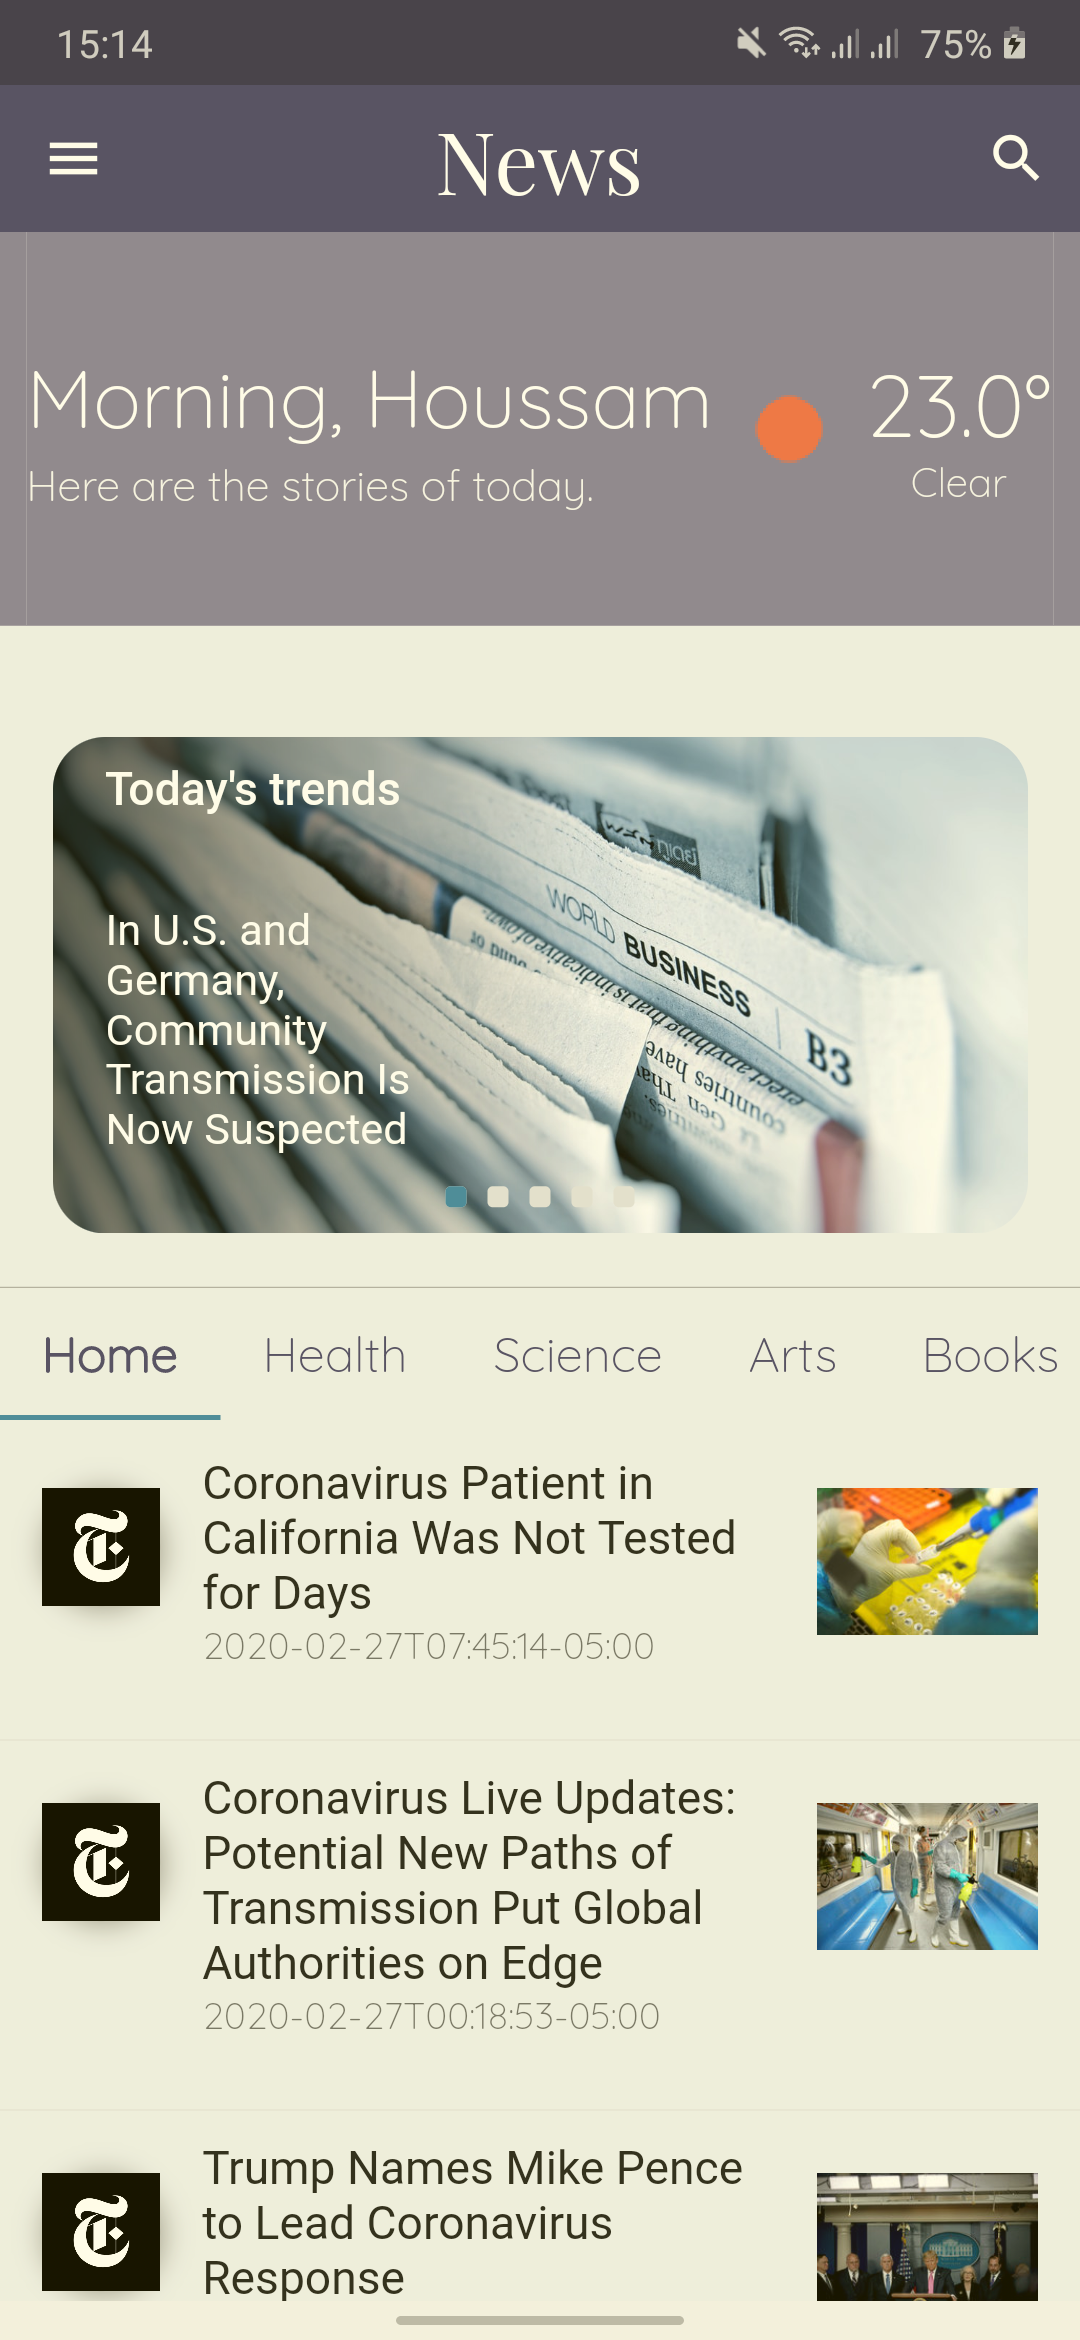 15:14
75%
News
Morning, Houssam
23.0°
Here are the stories of today.
Clear
Today's trends
WORLD BUSINESS
B3
In U.S. and
Germany,
Community
Transmission Is
Now Suspected
Home Health Science Arts Books
Coronavirus Patient in
California Was Not Tested
for Days
2020-02-27T07:45:14-05:00
Coronavirus Live Updates:
Potential New Paths of
Transmission Put Global
Authorities on Edge
2020-02-27T00:18:53-05:00
Trump Names Mike Pence
to Lead Coronavirus
Response